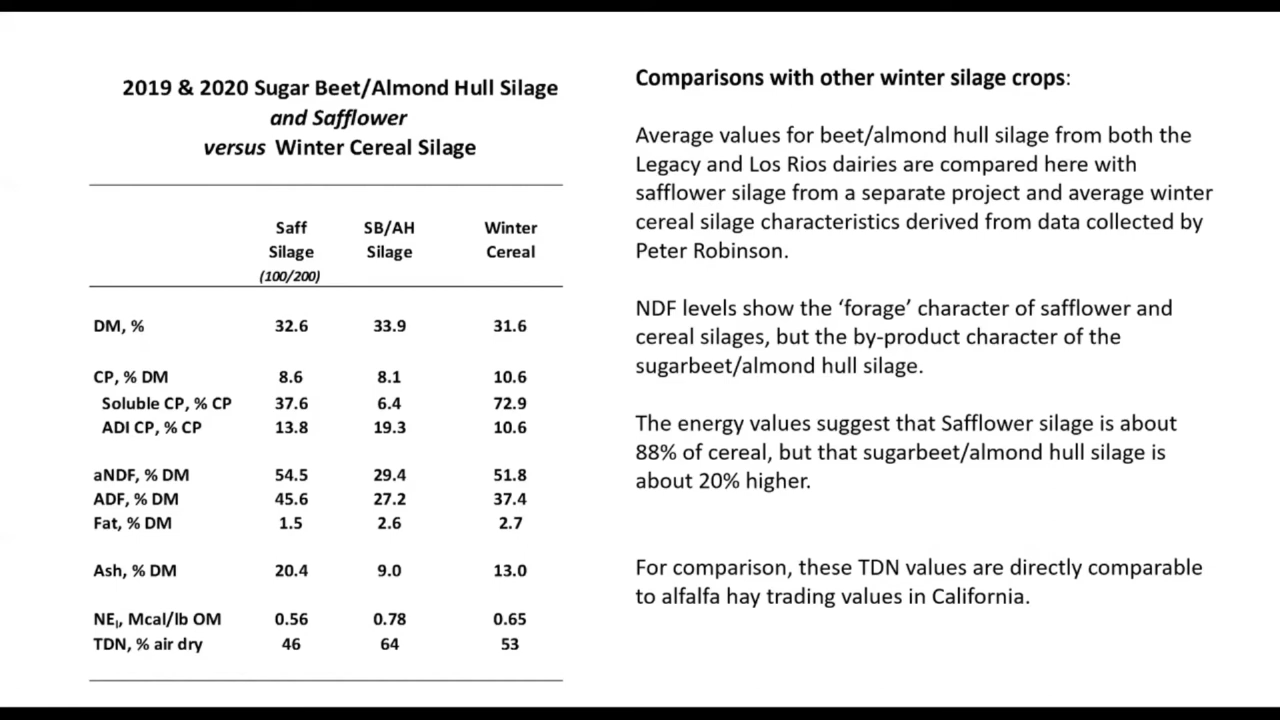 2019 & 2020 Sugar Beet/Almond Hull Silage
and Safflower
versus Winter Cereal Silage
Saff SB/AH Winter
Silage Silage Cereal
(100/200)
DM, % 32.6 33.9 31.6
CP, % DM 8.6 8.1 10.6
Soluble CP, % CP 37.6 6.4 72.9
ADI CP, % CP 13.8 19.3 10.6
aNDF, % DM 54.5 29.4 51.8
ADF, % DM 45.6 27.2 37.4
Fat, % DM 1.5 2.6 2.7
Ash, % DM 20.4 9.0 13.0
NEl, Mcal/lb OM 0.56 0.78 0.65
TDN, % air dry 46 64 53
Comparisons with other winter silage crops:
Average values for beet/almond hull silage from both the
Legacy and Los Rios dairies are compared here with
safflower silage from a separate project and average winter
cereal silage characteristics derived from data collected by
Peter Robinson.
NDF levels show the ‘forage’ character of safflower and
cereal silages, but the by-product character of the
sugarbeet/almond hull silage.
The energy values suggest that Safflower silage is about
88% of cereal, but that sugarbeet/almond hull silage is
about 20% higher.
For comparison, these TDN values are directly comparable
to alfalfa hay trading values in California.